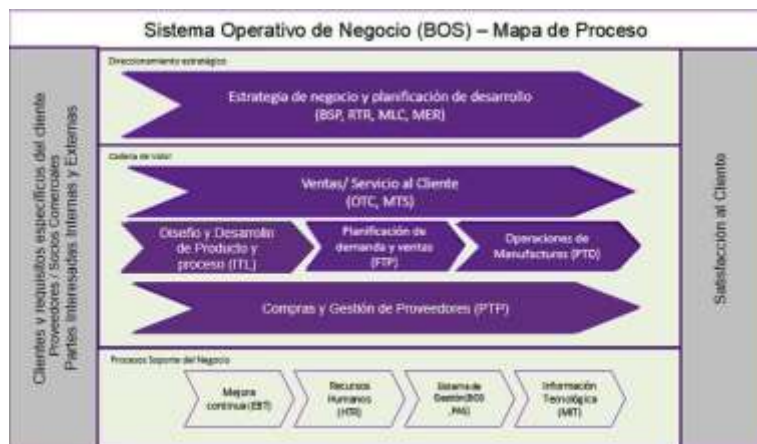 Sistema Operativo de Negocio (BOS) – Mapa de Proceso
Clientes y requisitos específicos del cliente
Proveedores / Socios Comerciales
Partes Interesadas Internas y Externas
Direccionamiento estratégico
Estrategia de negocio y planificación de desarrollo
(BSP, RTR, MLC, MER)
Cadena de Valor
Ventas/ Servicio al Cliente
(OTC, MTS)
Diseño y Desarrollo
de Producto y
proceso (ITL)
Planificación de
demanda y ventas
(FTP)
Operaciones de
Manufactures (PTD)
Compras y Gestión de Proveedores (PTP)
Procesos Soporte del Negocio
Mejora
continua (EBT)
Recursos
Humanos
(HTR)
Sistema de
Gestión(BOS
,PAS)
Información
Tecnológica
(MIT)
Satisfacción al Cliente